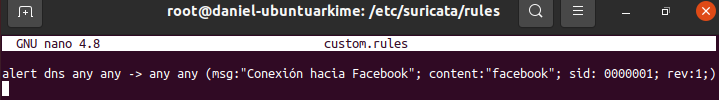 root@daniel-ubuntuarkime: /etc/suricata/rules
GNU nano 4.8 custom.rules
alert dns any any -> any any (msg:"Conexión hacia Facebook"; content:"facebook"; sid: 0000001; rev:1;)